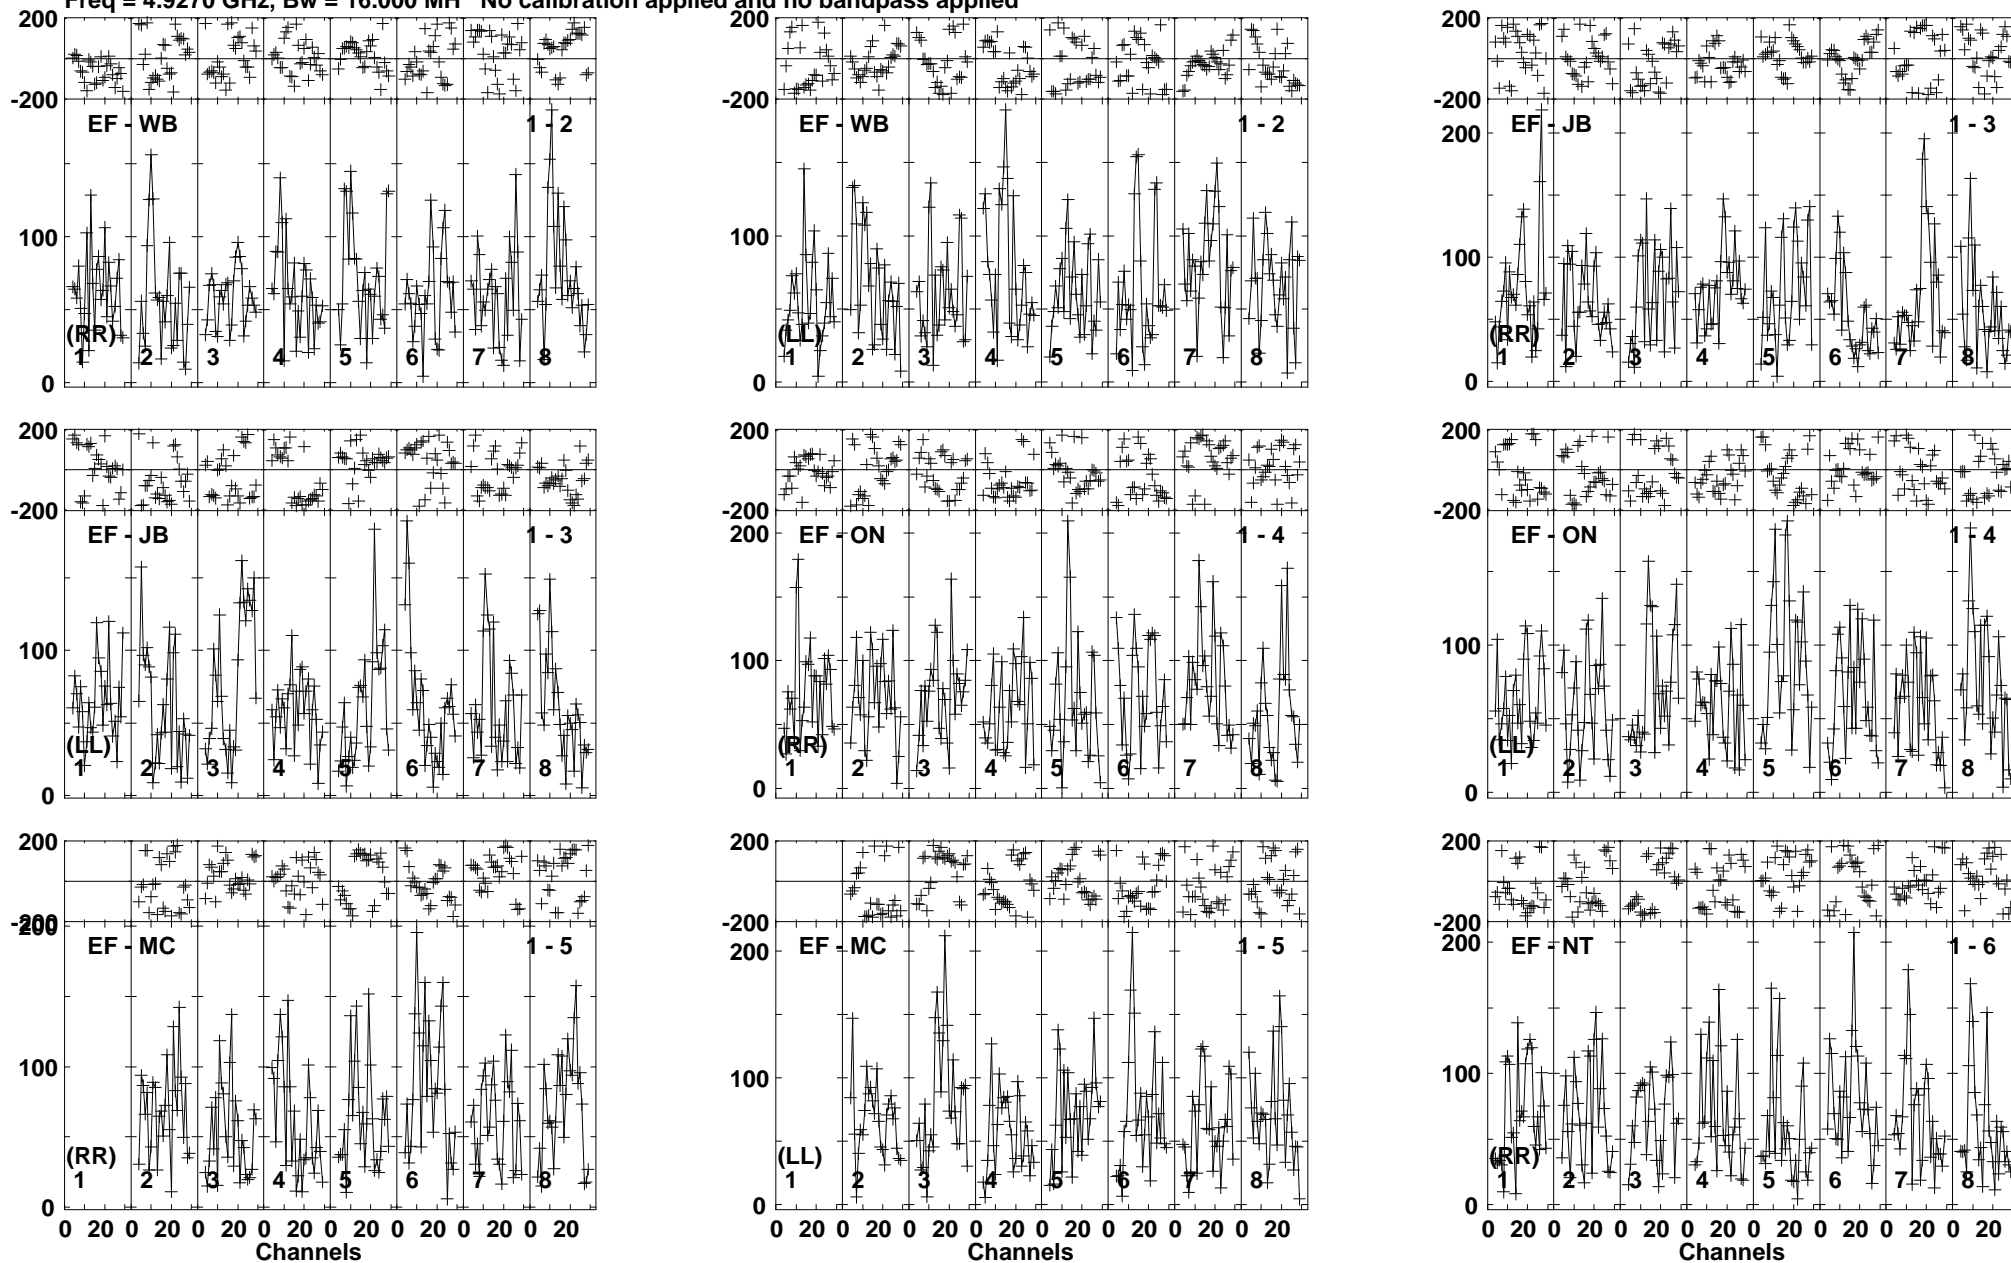 Freq = 4.9270 GHz, Bw = 16.000 MH No calibration applied and no bandpass applied
200 200 200
-200 -200 -200
EF - WB 1 - 2 EF - WB 1 - 2 EF - JB 1 - 3
200
100 100 100
(RR) (LL) (RR)
1 2 3 4 5 6 7 8 1 2 3 4 5 6 7 8 1 2 3 4 5 6 7 8
0 0 0
200 200 200
-200 -200 -200
EF - JB 1 - 3 EF - ON 1 - 4 EF - ON 1 - 4
200
100 100 100
(LL) (RR) (LL)
1 2 3 4 5 6 7 8 1 2 3 4 5 6 7 8 1 2 3 4 5 6 7 8
0 0 0
200 200 200
-200 -200 -200
200 200 200
EF - MC 1 - 5 EF - MC 1 - 5 EF - NT 1 - 6
100 100 100
(RR) (LL) (RR)
1 2 3 4 5 6 7 8 1 2 3 4 5 6 7 8 1 2 3 4 5 6 7 8
0 0 0
0 20 0 20 0 20 0 20 0 20 0 20 0 20 0 20 0 20 0 20 0 20 0 20 0 20 0 20 0 20 0 20 0 20 0 20 0 20 0 20 0 20 0 20 0 20 0 20
Channels Channels Channels